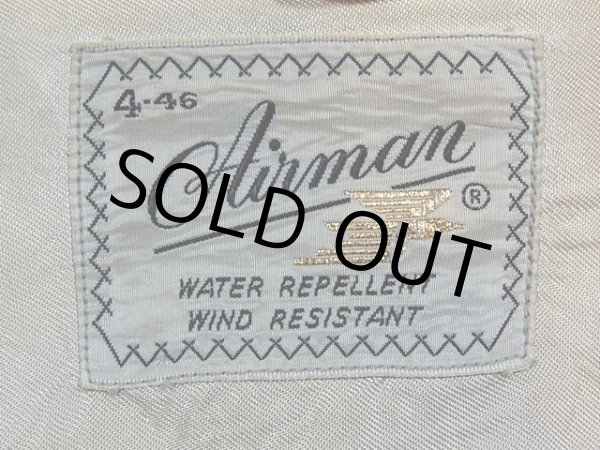 4-46
Airman ®
SOLD OUT
WATER REPELLENT
WIND RESISTANT